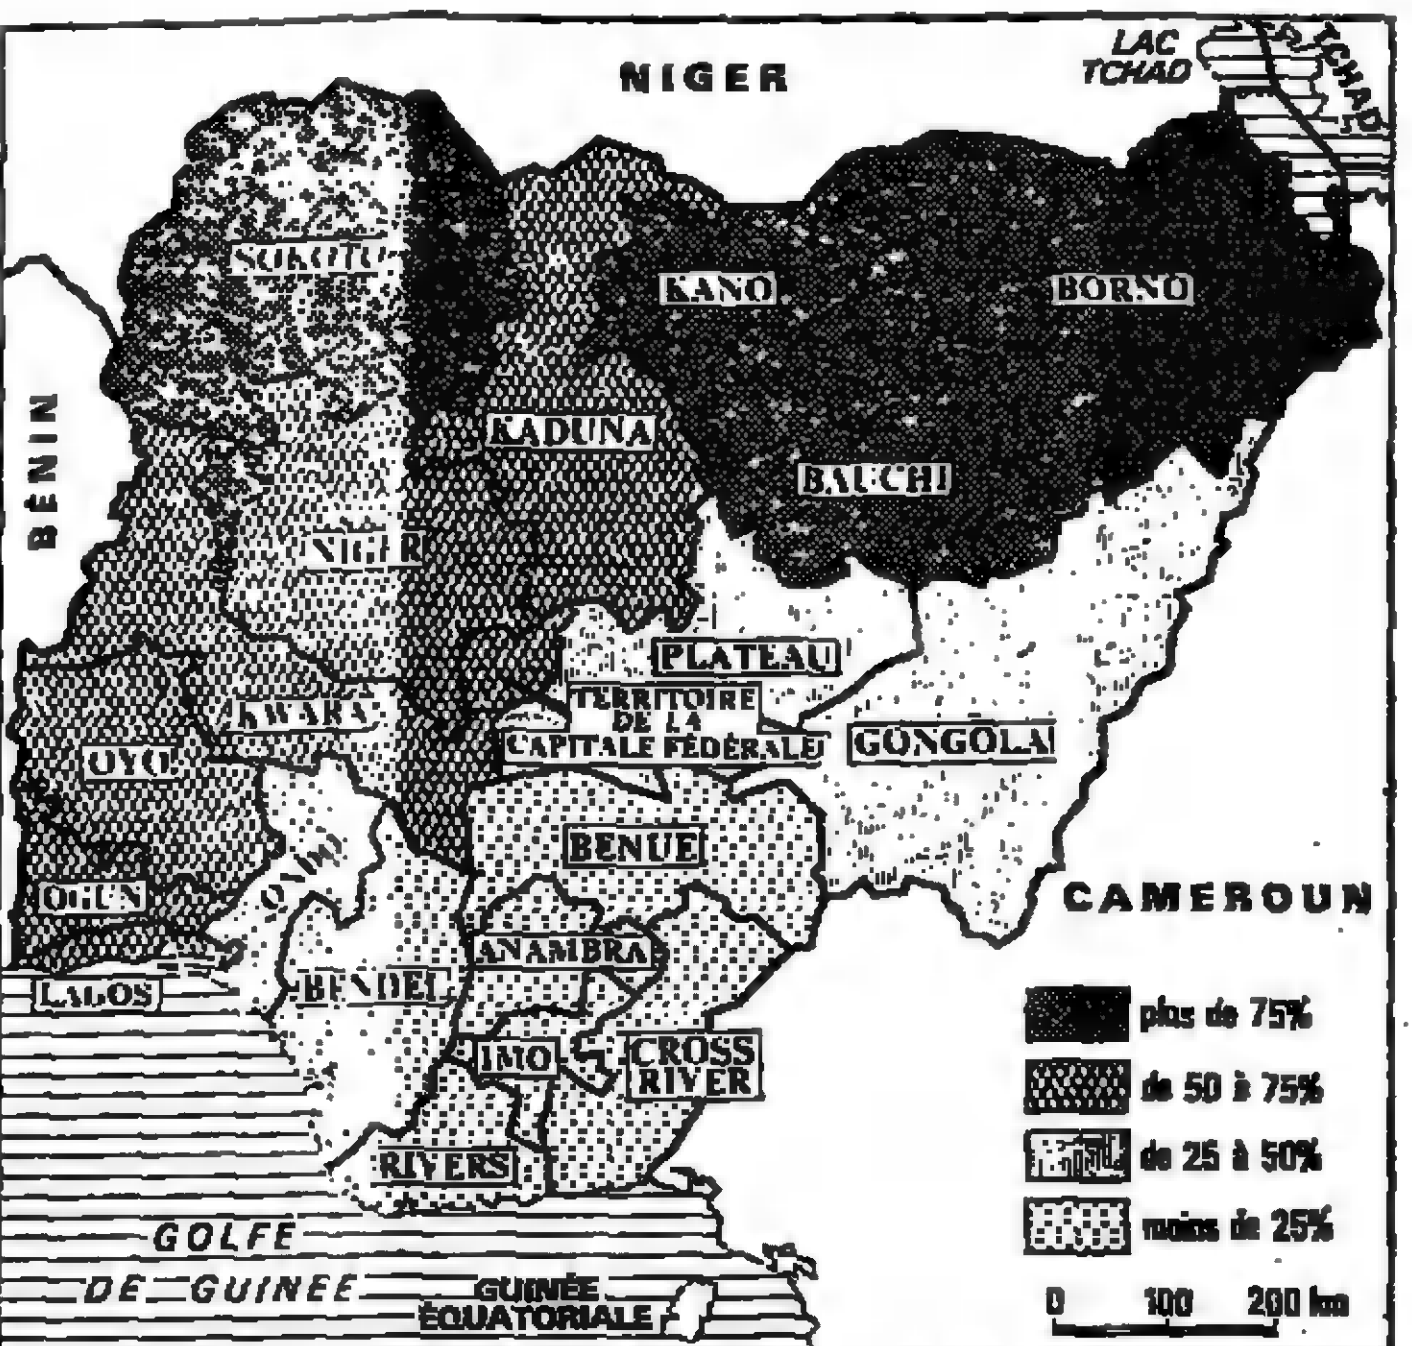 LAC
TCHAD
TCHAD
NIGER
SOKOTO
KANO
BORNO
BÉNIN
KADUNA
BAUCHI
NIGER
PLATEAU
TERRITOIRE
DE LA
CAPITALE FÉDÉRALE
KWARA
GONGOLA
OYO
BENUE
ONDO
OGUN
CAMEROUN
ANAMBRA
LAGOS
BENDEL
IMO
CROSS
RIVER
RIVERS
plus de 75%
de 50 à 75%
de 25 à 50%
moins de 25%
0 100 200 km
GOLFE
DE GUINÉE
GUINÉE
ÉQUATORIALE